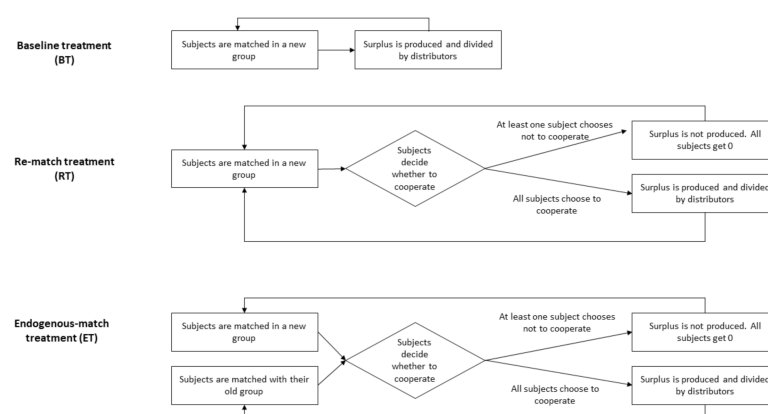 Baseline treatment
(BT)
Subjects are matched in a new
group
Surplus is produced and divided
by distributors
Re-match treatment
(RT)
Subjects are matched in a new
group
Subjects
decide
whether to
cooperate
At least one subject chooses
not to cooperate
All subjects choose to
cooperate
Surplus is not produced. All
subjects get 0
Surplus is produced and divided
by distributors
Endogenous-match
treatment (ET)
Subjects are matched in a new
group
Subjects are matched with their
old group
Subjects
decide
whether to
cooperate
At least one subject chooses
not to cooperate
All subjects choose to
cooperate
Surplus is not produced. All
subjects get 0
Surplus is produced and divided
by distributors